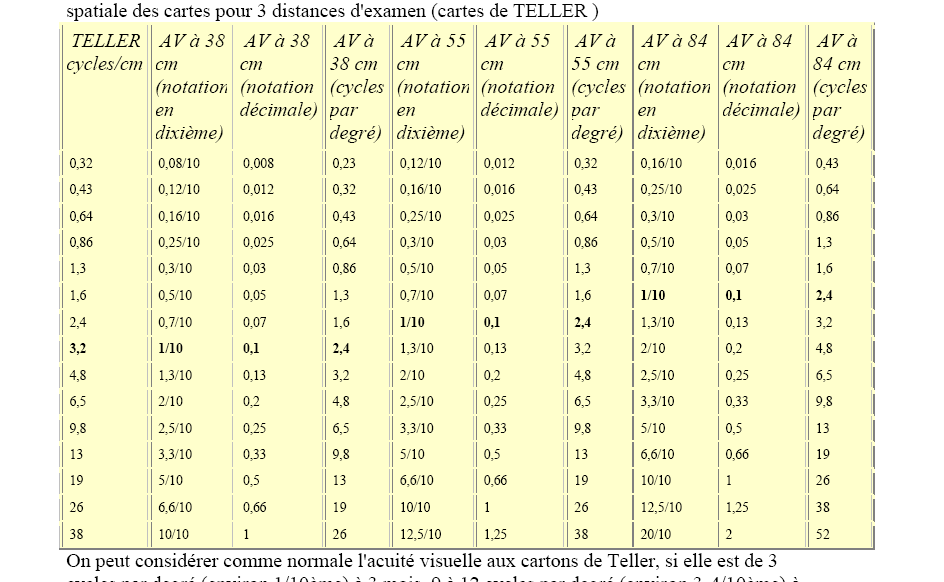 spatiale des cartes pour 3 distances d'examen (cartes de TELLER )
TELLER cycles/cm AV à 38 cm (notation en dixième) AV à 38 cm (notation décimale) AV à 38 cm (cycles par degré) AV à 55 cm (notation en dixième) AV à 55 cm (notation décimale) AV à 55 cm (cycles par degré) AV à 84 cm (notation en dixième) AV à 84 cm (notation décimale) AV à 84 cm (cycles par degré)
0,32 0,08/10 0,008 0,23 0,12/10 0,012 0,32 0,16/10 0,016 0,43
0,43 0,12/10 0,012 0,32 0,16/10 0,016 0,43 0,25/10 0,025 0,64
0,64 0,16/10 0,016 0,43 0,25/10 0,025 0,64 0,3/10 0,03 0,86
0,86 0,25/10 0,025 0,64 0,3/10 0,03 0,86 0,5/10 0,05 1,3
1,3 0,3/10 0,03 0,86 0,5/10 0,05 1,3 0,7/10 0,07 1,6
1,6 0,5/10 0,05 1,3 0,7/10 0,07 1,6 1/10 0,1 2,4
2,4 0,7/10 0,07 1,6 1/10 0,1 2,4 1,3/10 0,13 3,2
3,2 1/10 0,1 2,4 1,3/10 0,13 3,2 2/10 0,2 4,8
4,8 1,3/10 0,13 3,2 2/10 0,2 4,8 2,5/10 0,25 6,5
6,5 2/10 0,2 4,8 2,5/10 0,25 6,5 3,3/10 0,33 9,8
9,8 2,5/10 0,25 6,5 3,3/10 0,33 9,8 5/10 0,5 13
13 3,3/10 0,33 9,8 5/10 0,5 13 6,6/10 0,66 19
19 5/10 0,5 13 6,6/10 0,66 19 10/10 1 26
26 6,6/10 0,66 19 10/10 1 26 12,5/10 1,25 38
38 10/10 1 26 12,5/10 1,25 38 20/10 2 52
On peut considérer comme normale l'acuité visuelle aux cartons de Teller, si elle est de 3
cycles par degré (environ 1/10ème) à 3 mois, 9 à 12 cycles par degré (environ 3-4/10ème) à